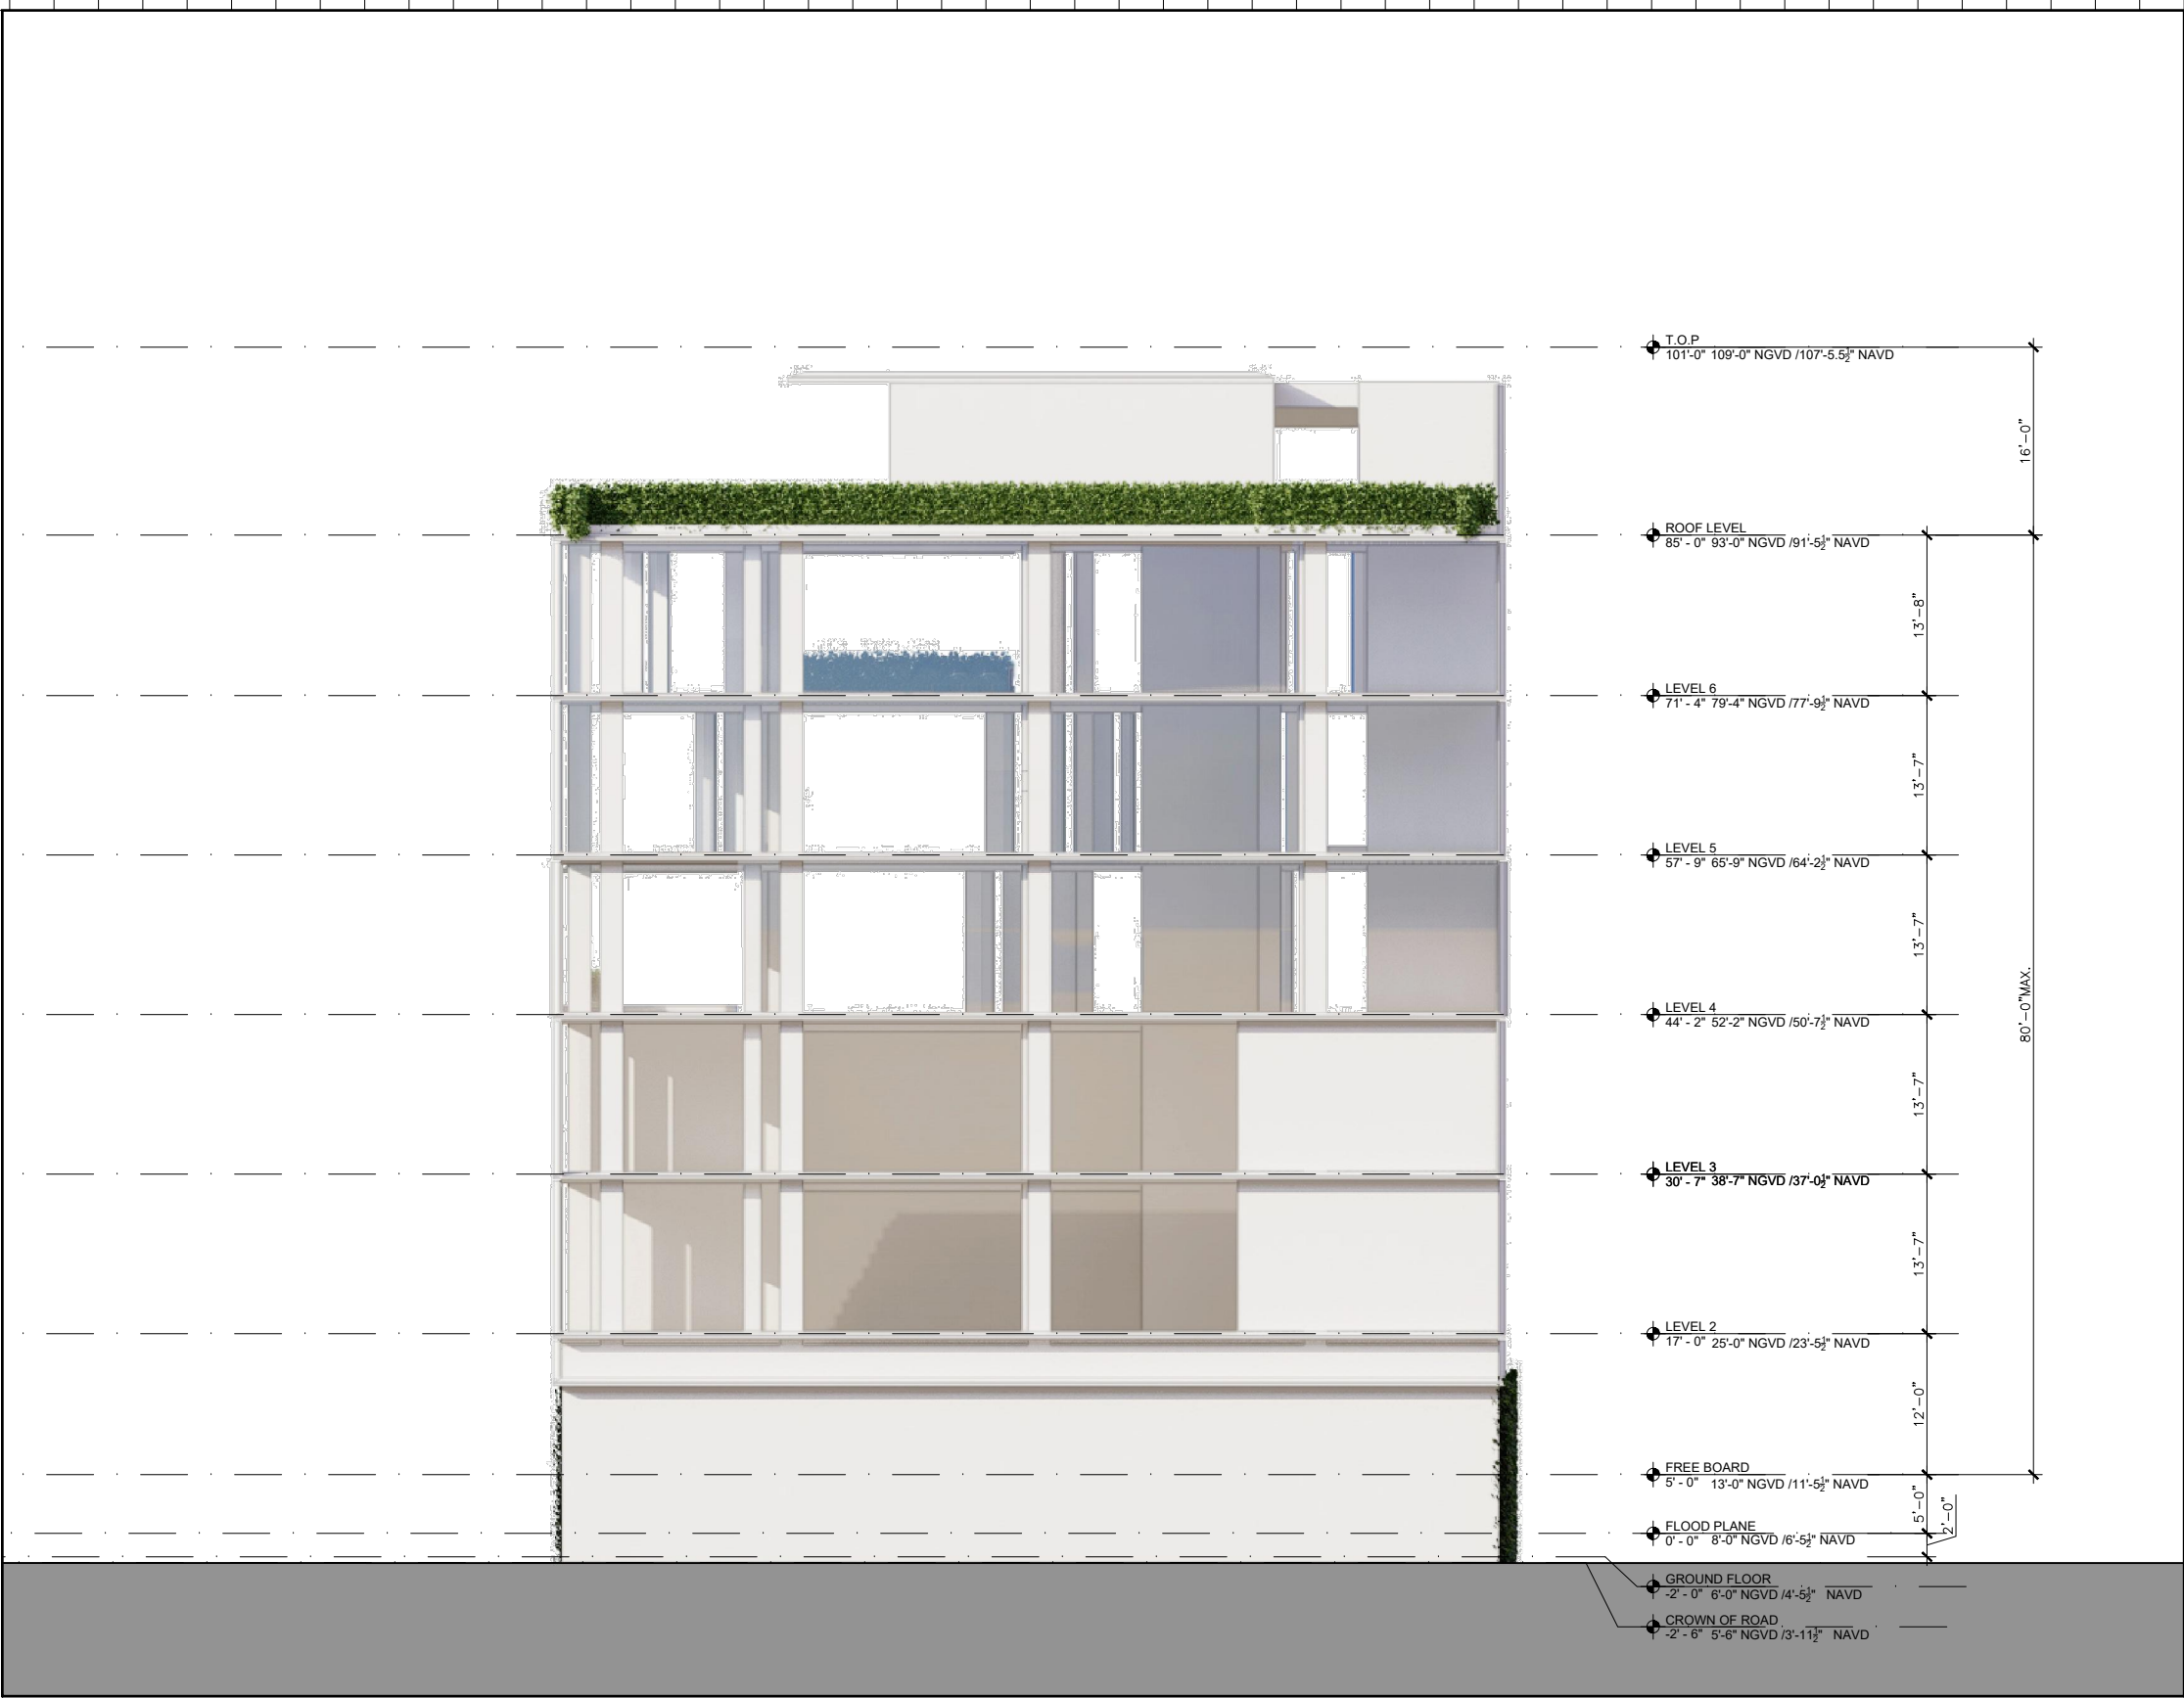 T.O.P
101'-0" 109'-0" NGVD /107'-5.5½" NAVD
16'-0"
ROOF LEVEL
85' - 0" 93'-0" NGVD /91'-5½" NAVD
13'-8"
LEVEL 6
71' - 4" 79'-4" NGVD /77'-9½" NAVD
13'-7"
LEVEL 5
57' - 9" 65'-9" NGVD /64'-2½" NAVD
13'-7"
80'-0"MAX.
LEVEL 4
44' - 2" 52'-2" NGVD /50'-7½" NAVD
13'-7"
LEVEL 3
30' - 7" 38'-7" NGVD /37'-0½" NAVD
13'-7"
LEVEL 2
17' - 0" 25'-0" NGVD /23'-5½" NAVD
12'-0"
FREE BOARD
5' - 0" 13'-0" NGVD /11'-5½" NAVD
5'-0"
2'-0"
FLOOD PLANE
0' - 0" 8'-0" NGVD /6'-5½" NAVD
GROUND FLOOR
-2' - 0" 6'-0" NGVD /4'-5½" NAVD
CROWN OF ROAD
-2' - 6" 5'-6" NGVD /3'-11½" NAVD